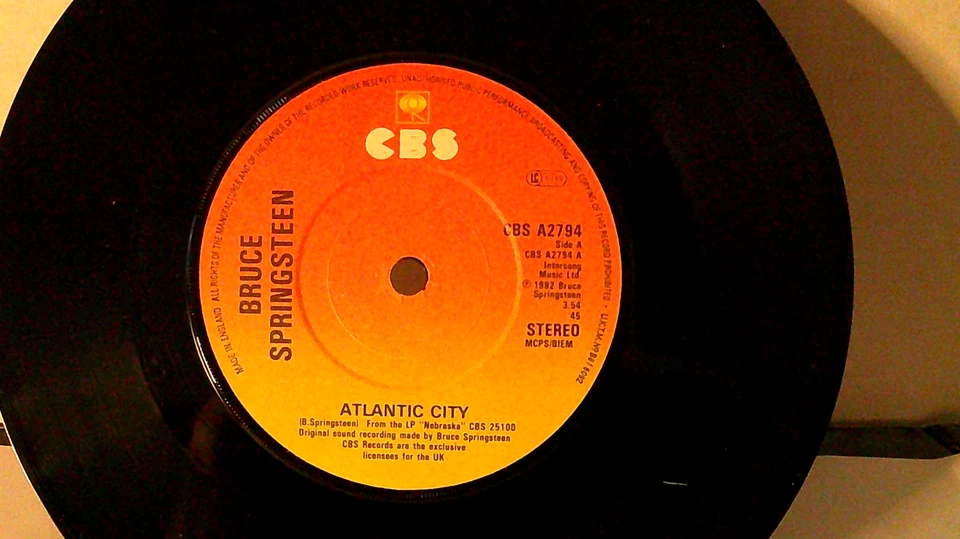 MADE IN ENGLAND ALL RIGHTS OF THE MANUFACTURER AND OF THE OWNER OF THE RECORDED WORK RESERVED. UNAUTHORISED PUBLIC PERFORMANCE, BROADCASTING AND COPYING OF THIS RECORD PROHIBITED •
CBS
LC
BRUCE
SPRINGSTEEN
CBS A2794
Side A
CBS A2794 A
Intersong
Music Ltd.
℗ 1982 Bruce
Springsteen
3.54
45
STEREO
MCPS/BIEM
ATLANTIC CITY
(B.Springsteen) From the LP "Nebraska" CBS 25100
Original sound recording made by Bruce Springsteen
CBS Records are the exclusive
licensees for the UK